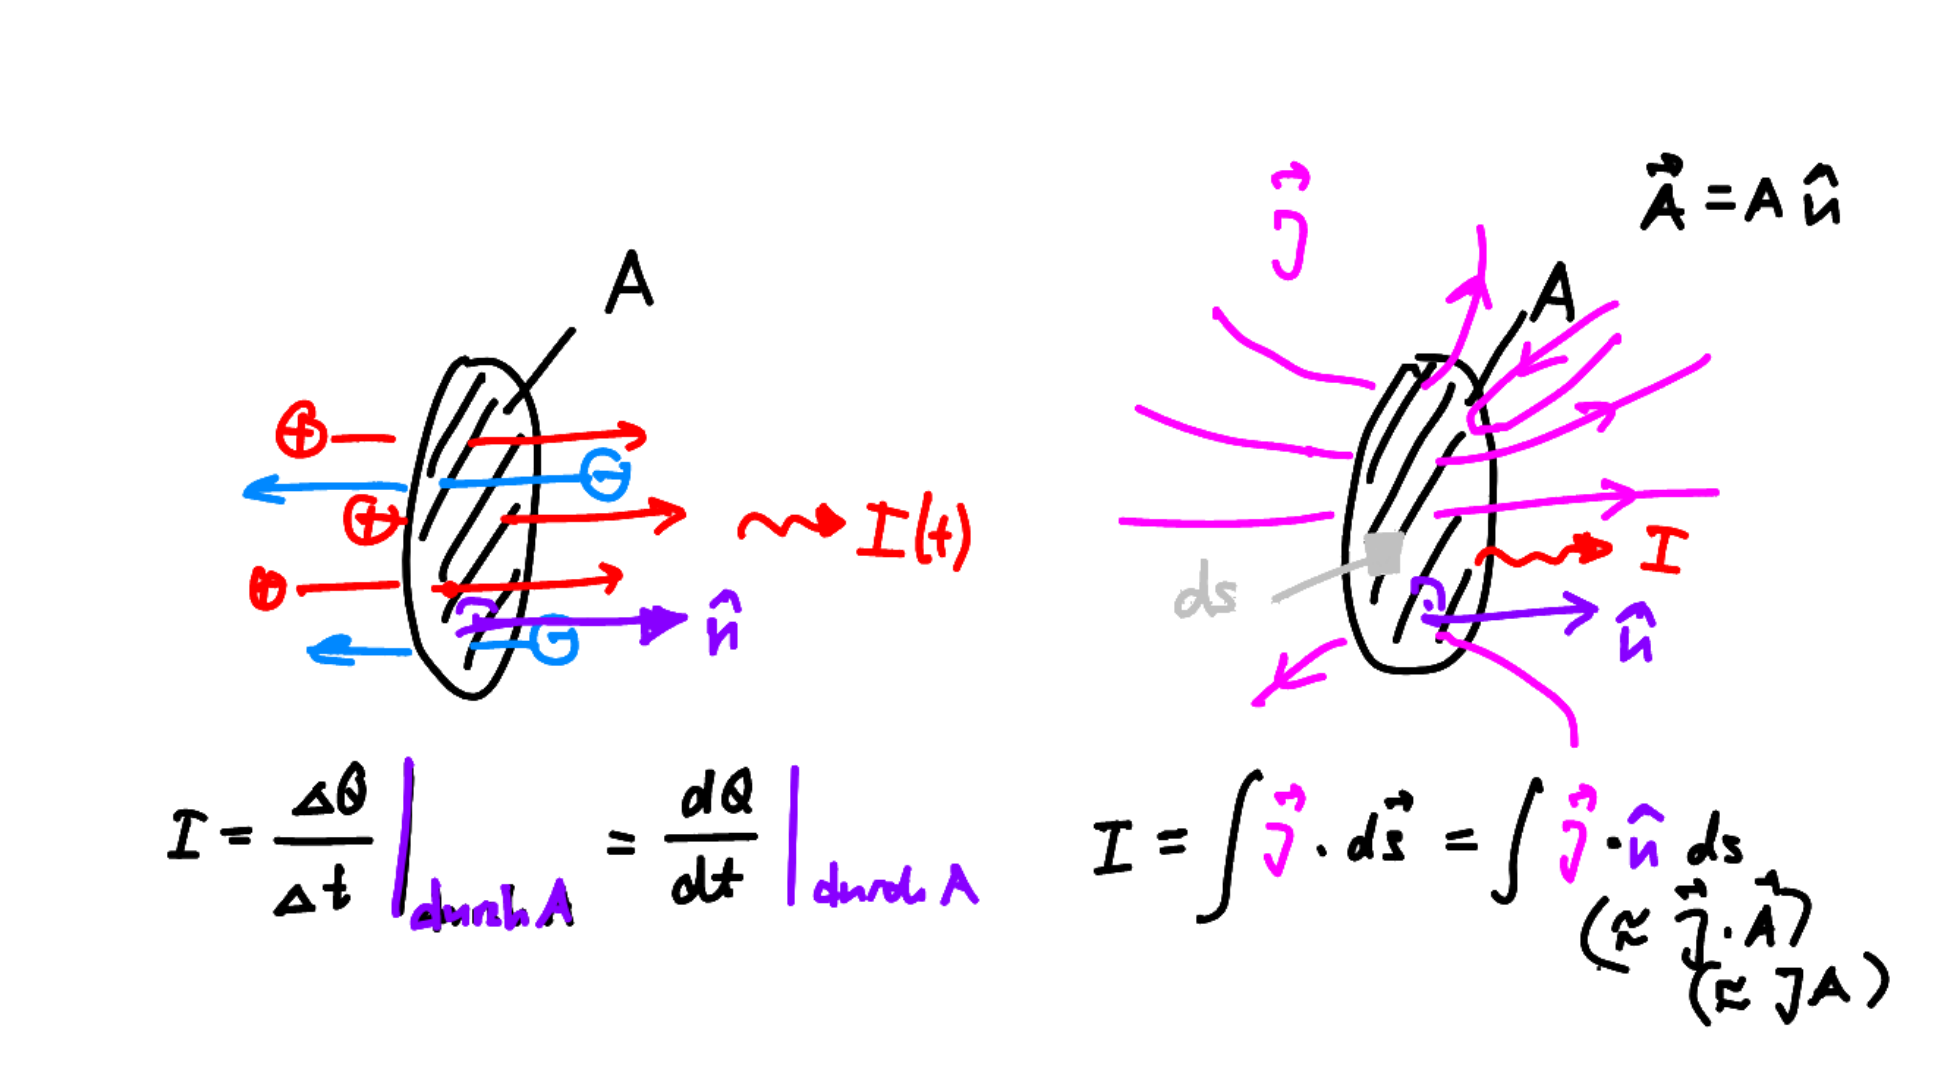 A
⊕
⊖
⊕
I(t)
⊕
n̂
⊖
I = ΔQ/Δt |durch A = dQ/dt |durch A
J⃗
A⃗ = A n̂
A
I
ds
n̂
I = ∫ J⃗ · ds⃗ = ∫ J⃗ · n̂ ds
(≈ J⃗ · A⃗)
(≈ JA)